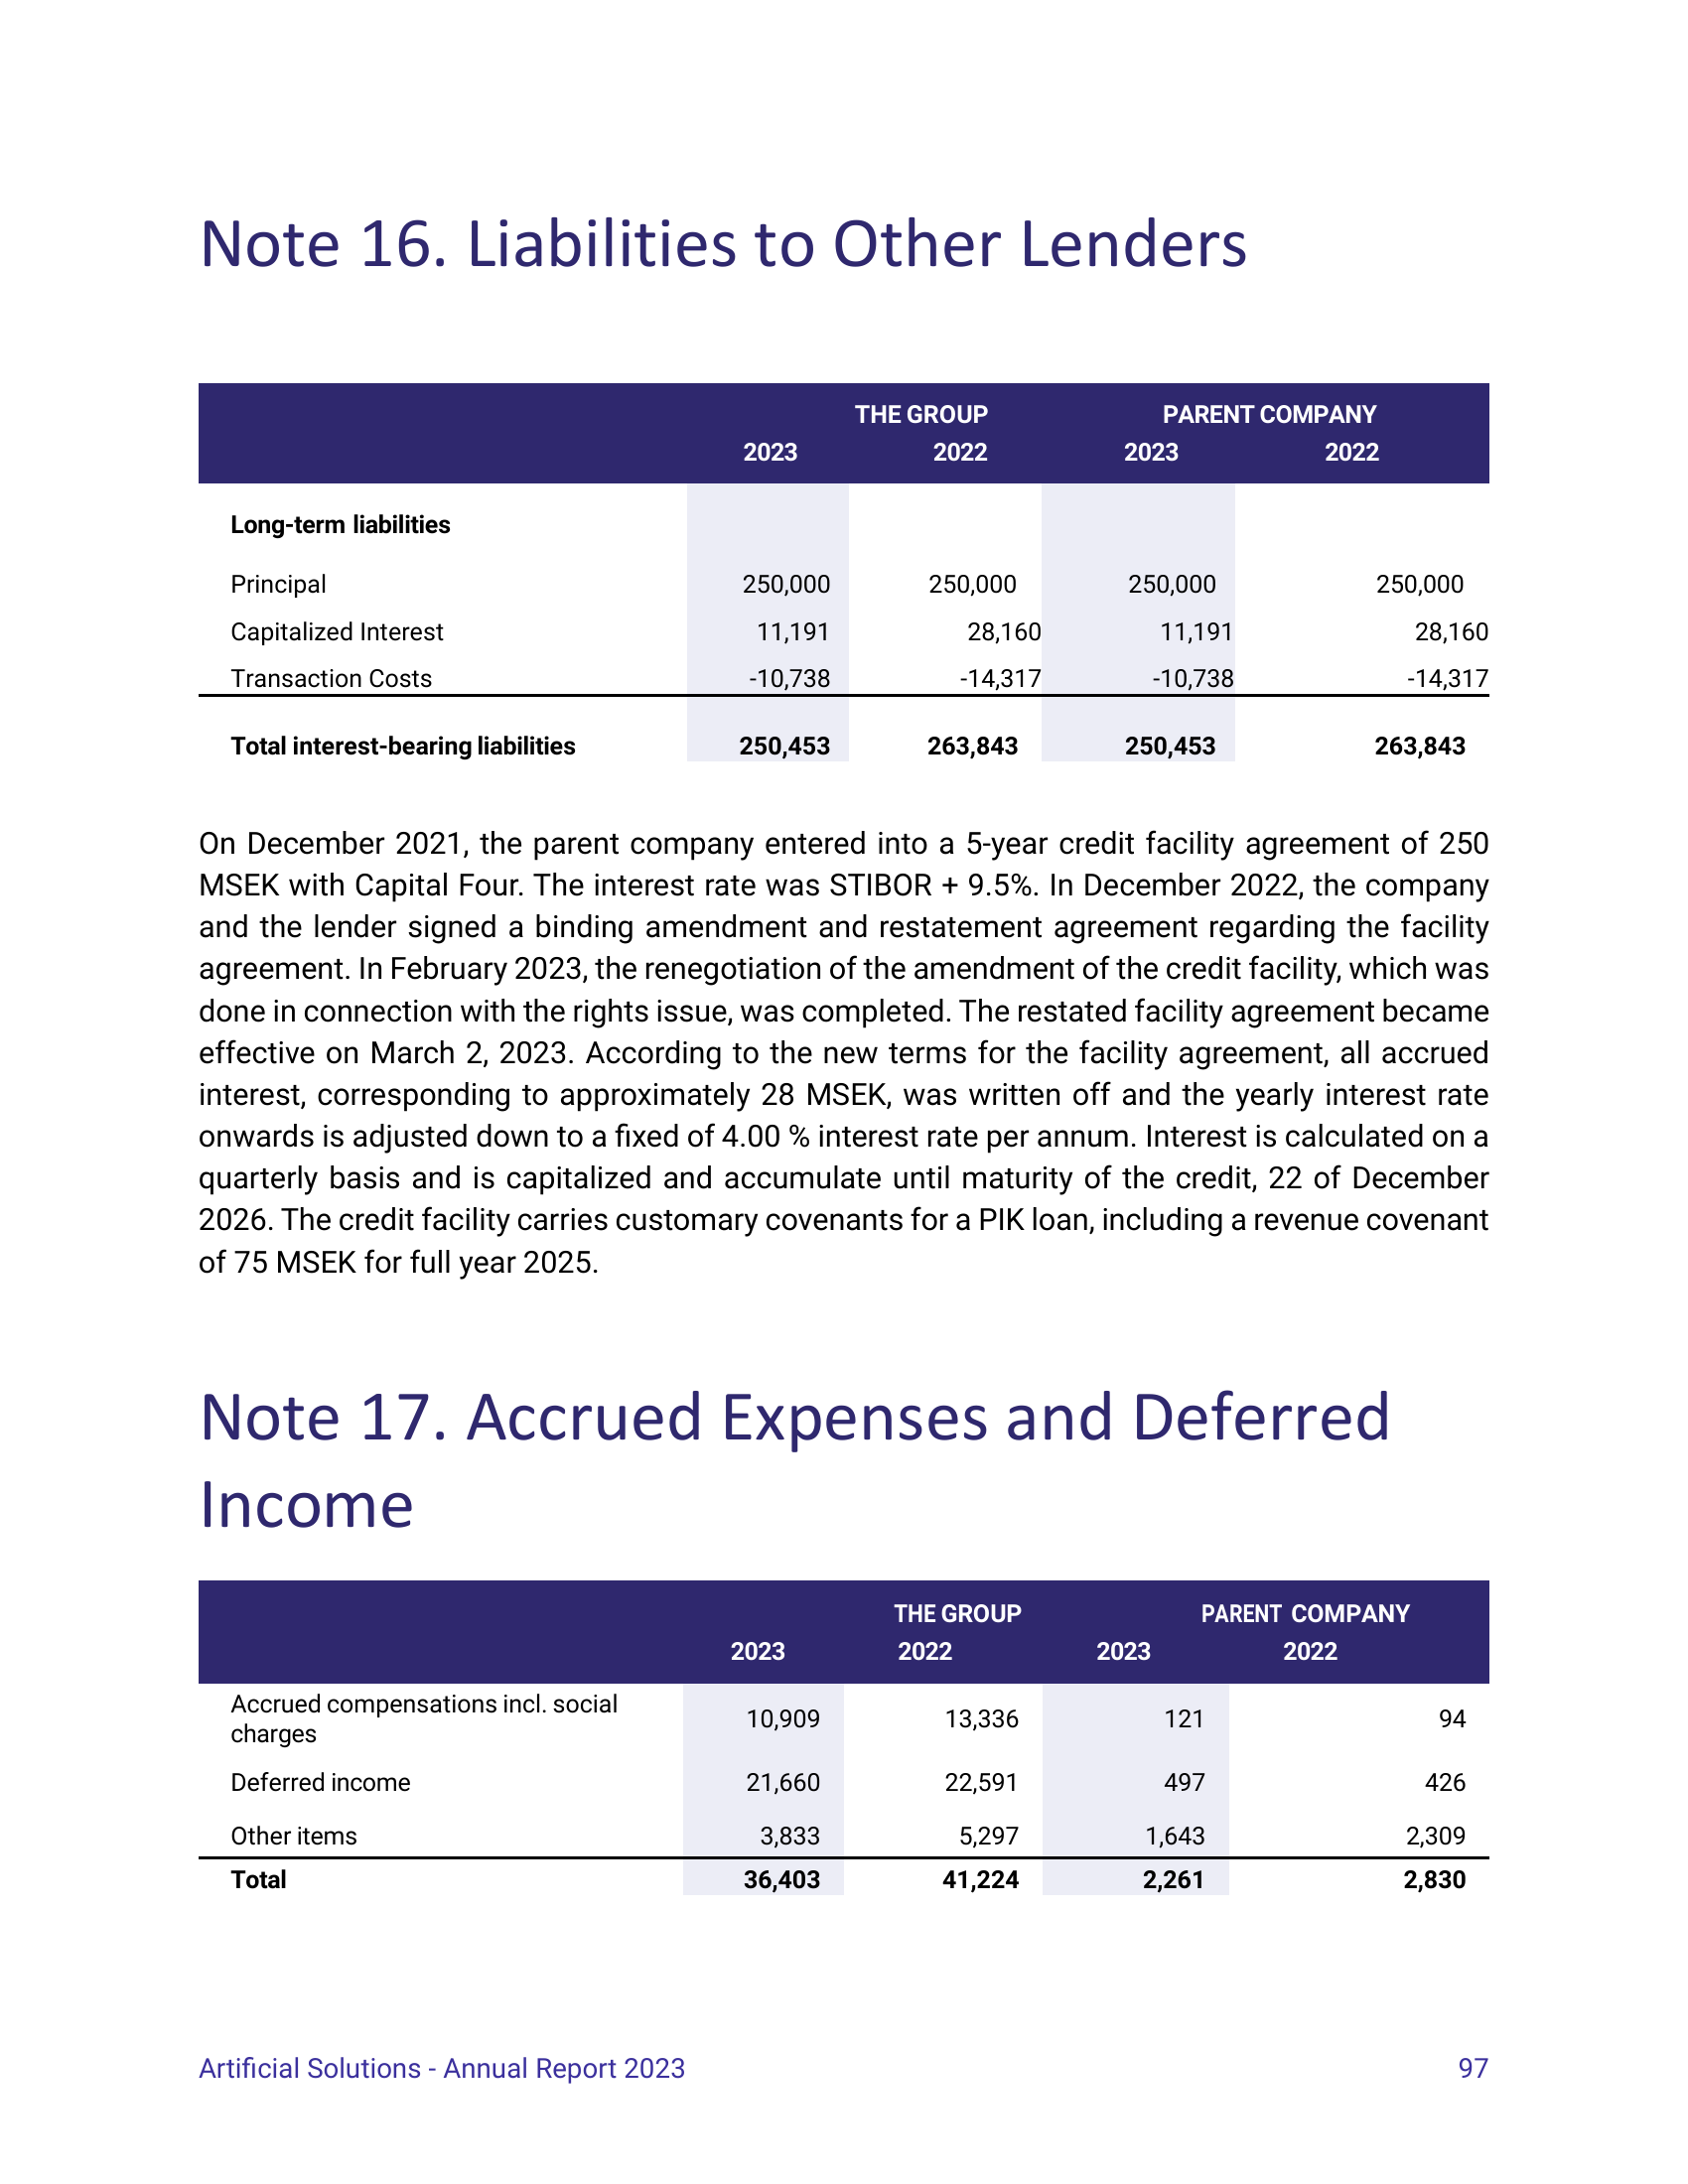 Note 16. Liabilities to Other Lenders
THE GROUP PARENT COMPANY
2023 2022 2023 2022
Long-term liabilities
Principal 250,000 250,000 250,000 250,000
Capitalized Interest 11,191 28,160 11,191 28,160
Transaction Costs -10,738 -14,317 -10,738 -14,317
Total interest-bearing liabilities 250,453 263,843 250,453 263,843
On December 2021, the parent company entered into a 5-year credit facility agreement of 250
MSEK with Capital Four. The interest rate was STIBOR + 9.5%. In December 2022, the company
and the lender signed a binding amendment and restatement agreement regarding the facility
agreement. In February 2023, the renegotiation of the amendment of the credit facility, which was
done in connection with the rights issue, was completed. The restated facility agreement became
effective on March 2, 2023. According to the new terms for the facility agreement, all accrued
interest, corresponding to approximately 28 MSEK, was written off and the yearly interest rate
onwards is adjusted down to a fixed of 4.00 % interest rate per annum. Interest is calculated on a
quarterly basis and is capitalized and accumulate until maturity of the credit, 22 of December
2026. The credit facility carries customary covenants for a PIK loan, including a revenue covenant
of 75 MSEK for full year 2025.
Note 17. Accrued Expenses and Deferred
Income
THE GROUP PARENT COMPANY
2023 2022 2023 2022
Accrued compensations incl. social
charges 10,909 13,336 121 94
Deferred income 21,660 22,591 497 426
Other items 3,833 5,297 1,643 2,309
Total 36,403 41,224 2,261 2,830
Artificial Solutions - Annual Report 2023 97